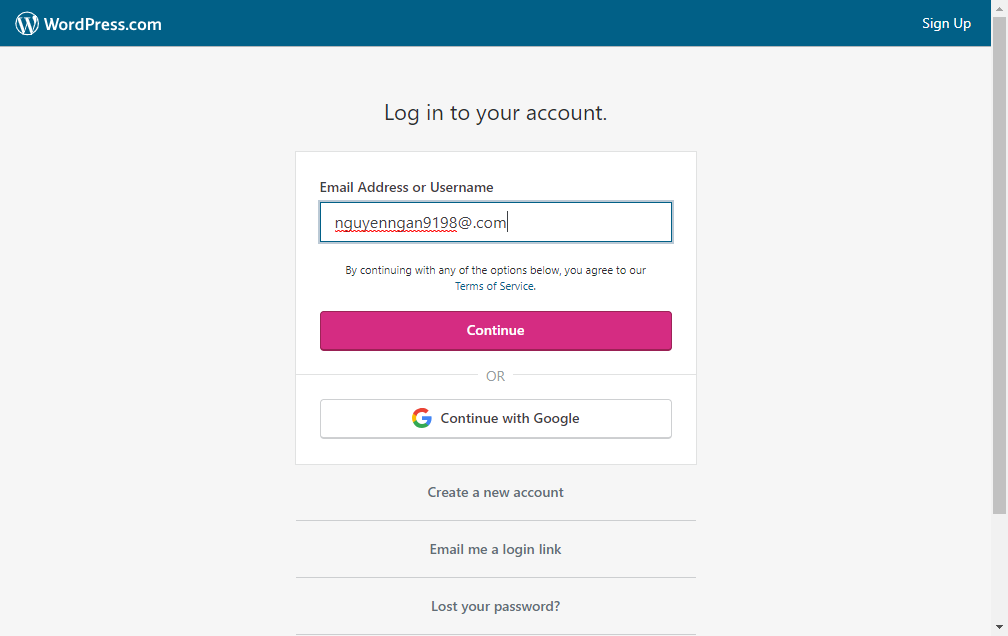 WordPress.com
Sign Up
Log in to your account.
Email Address or Username
nguyenngan9198@.com
By continuing with any of the options below, you agree to our
Terms of Service.
Continue
OR
Continue with Google
Create a new account
Email me a login link
Lost your password?